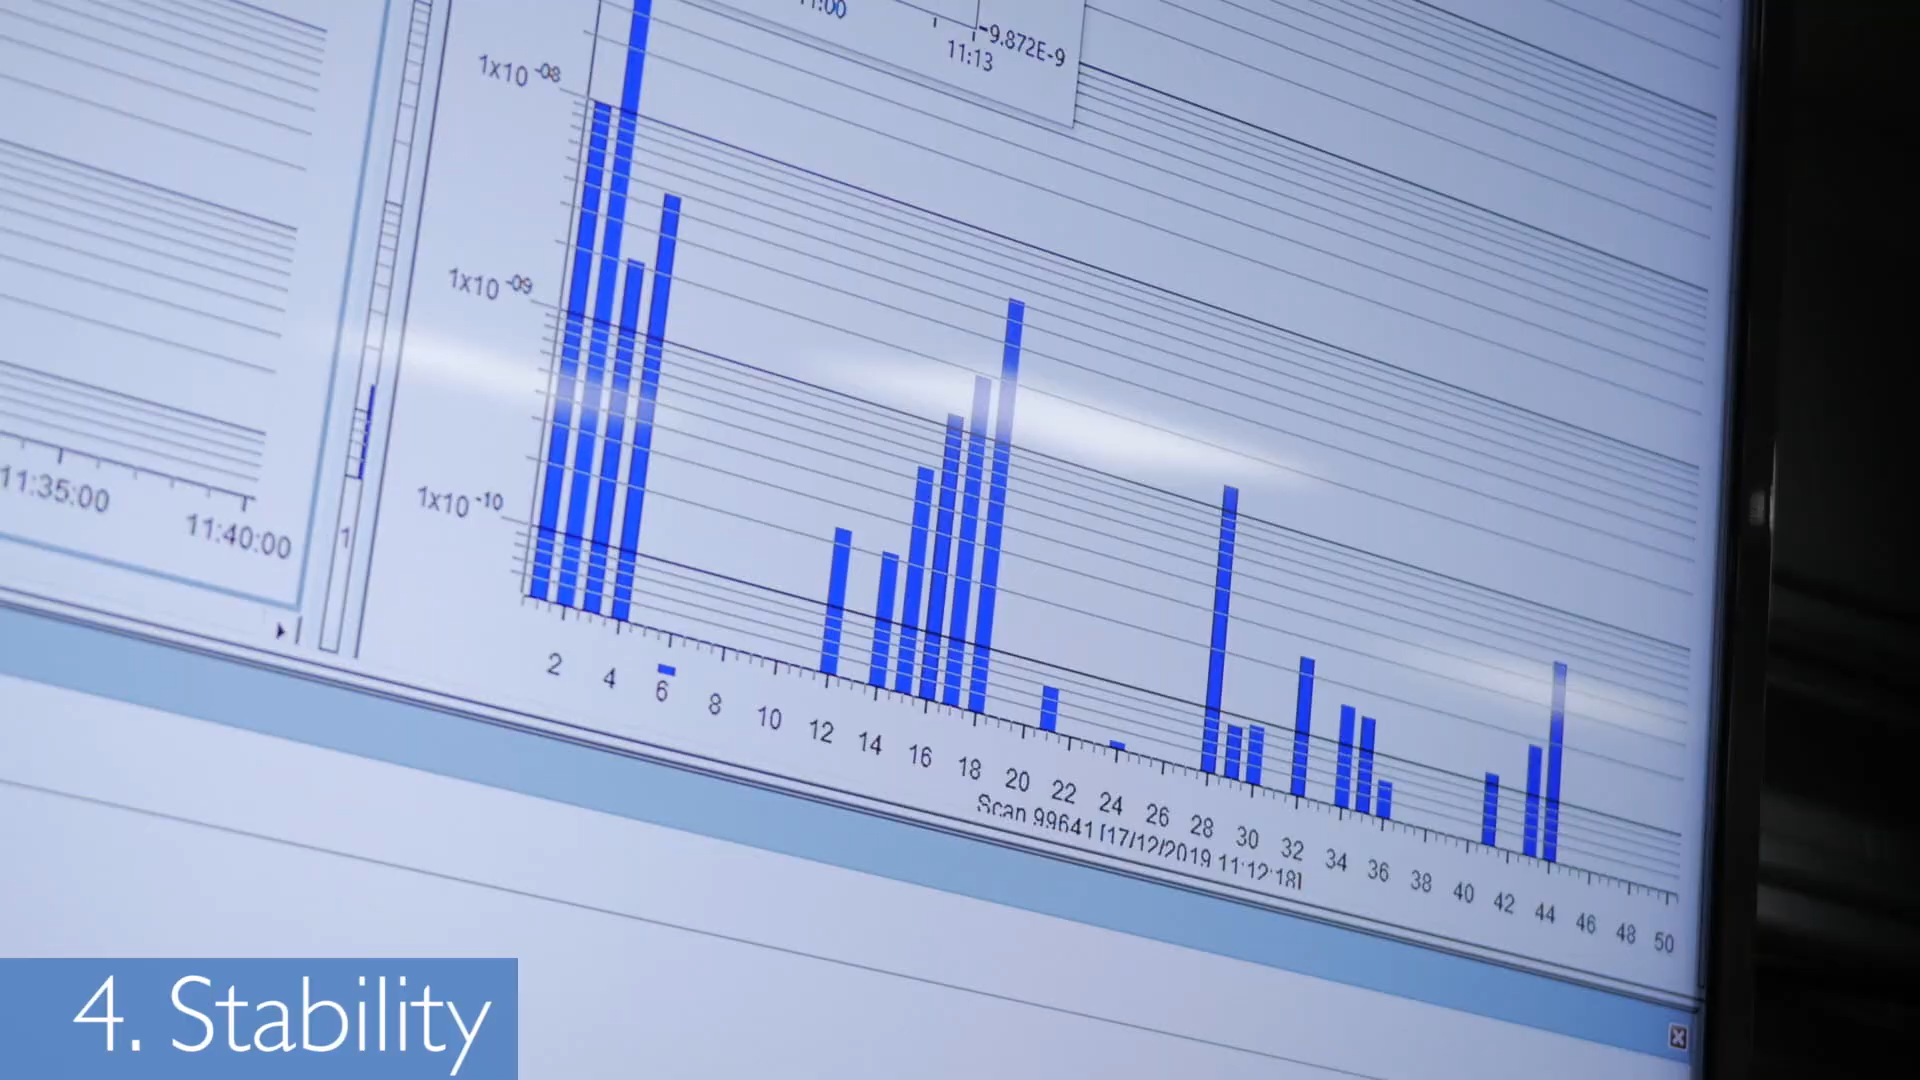 11:00
-9.872E-9
11:13
1x10 -08
1x10 -09
1x10 -10
11:35:00
11:40:00
1
2 4 6 8 10 12 14 16 18 20 22 24 26 28 30 32 34 36 38 40 42 44 46 48 50
Scan 99641 [17/12/2019 11:12:18]
4. Stability